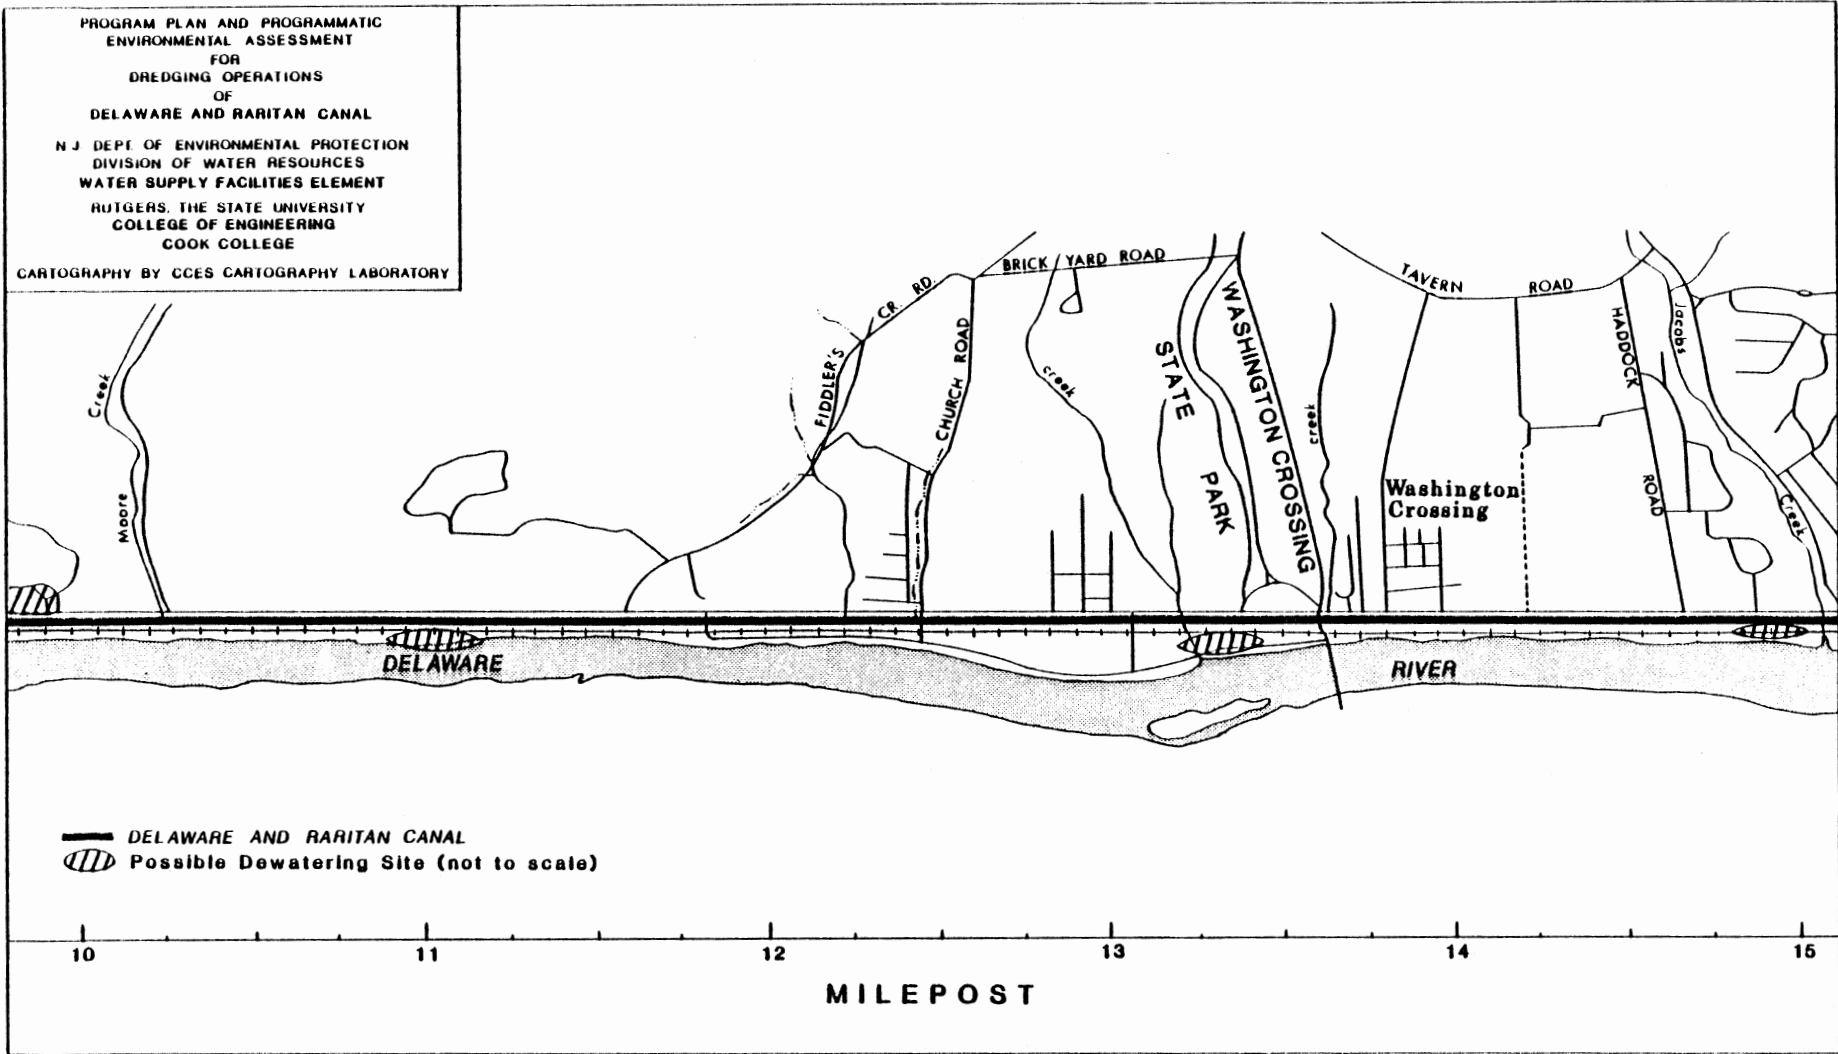 PROGRAM PLAN AND PROGRAMMATIC
ENVIRONMENTAL ASSESSMENT
FOR
DREDGING OPERATIONS
OF
DELAWARE AND RARITAN CANAL
N J DEPT. OF ENVIRONMENTAL PROTECTION
DIVISION OF WATER RESOURCES
WATER SUPPLY FACILITIES ELEMENT
RUTGERS, THE STATE UNIVERSITY
COLLEGE OF ENGINEERING
COOK COLLEGE
CARTOGRAPHY BY CCES CARTOGRAPHY LABORATORY
Moore Creek
FIDDLER'S CR. RD.
CHURCH ROAD
BRICK YARD ROAD
creek
WASHINGTON CROSSING
STATE PARK
creek
TAVERN ROAD
HADDOCK ROAD
Jacobs Creek
Washington
Crossing
DELAWARE RIVER
DELAWARE AND RARITAN CANAL
Possible Dewatering Site (not to scale)
10 11 12 13 14 15
MILEPOST